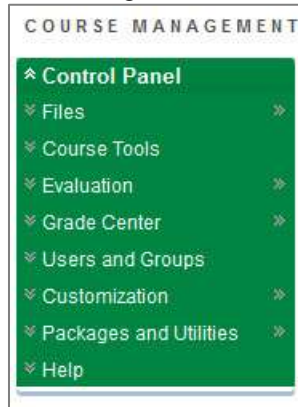 COURSE MANAGEMENT
Control Panel
Files
Course Tools
Evaluation
Grade Center
Users and Groups
Customization
Packages and Utilities
Help